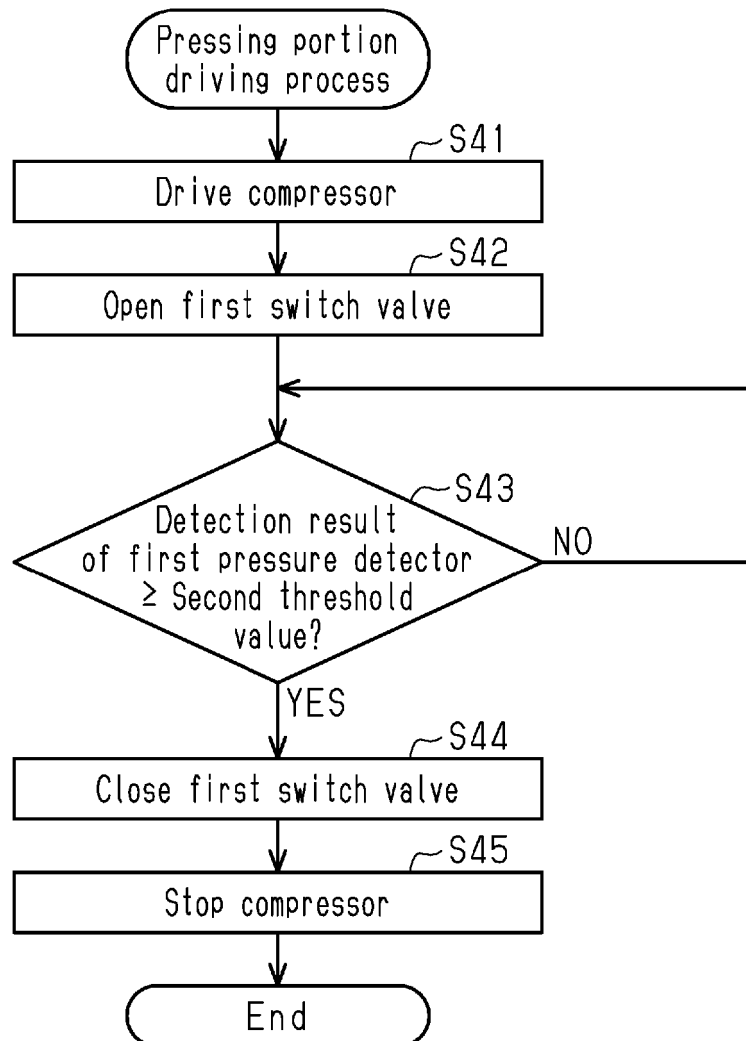 Pressing portion
driving process
S41
Drive compressor
S42
Open first switch valve
S43
Detection result
of first pressure detector
≥ Second threshold
value?
NO
YES
S44
Close first switch valve
S45
Stop compressor
End